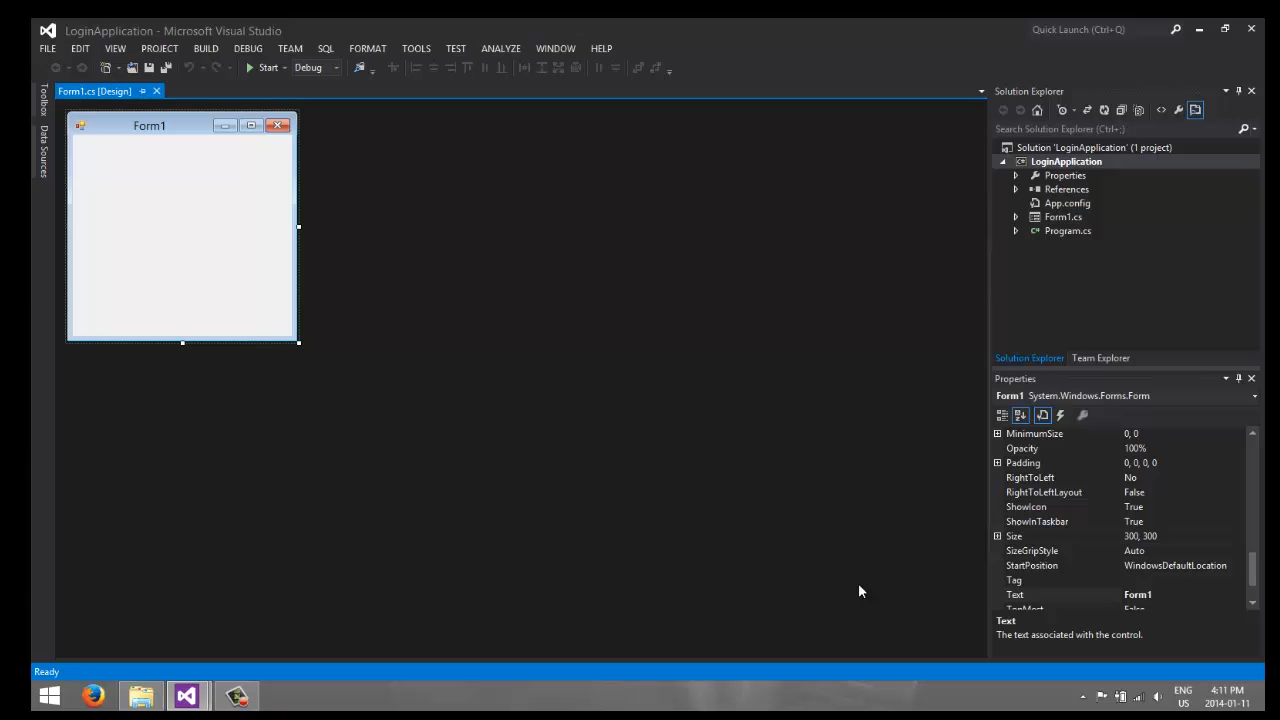 LoginApplication - Microsoft Visual Studio
Quick Launch (Ctrl+Q)
FILE EDIT VIEW PROJECT BUILD DEBUG TEAM SQL FORMAT TOOLS TEST ANALYZE WINDOW HELP
Start Debug
Toolbox
Data Sources
Form1.cs [Design]
Form1
Solution Explorer
Search Solution Explorer (Ctrl+;)
Solution 'LoginApplication' (1 project)
LoginApplication
Properties
References
App.config
Form1.cs
Program.cs
Solution Explorer Team Explorer
Properties
Form1 System.Windows.Forms.Form
MinimumSize 0, 0
Opacity 100%
Padding 0, 0, 0, 0
RightToLeft No
RightToLeftLayout False
ShowIcon True
ShowInTaskbar True
Size 300, 300
SizeGripStyle Auto
StartPosition WindowsDefaultLocation
Tag
Text Form1
TopMost False
Text
The text associated with the control.
Ready
ENG 4:11 PM
US 2014-01-11